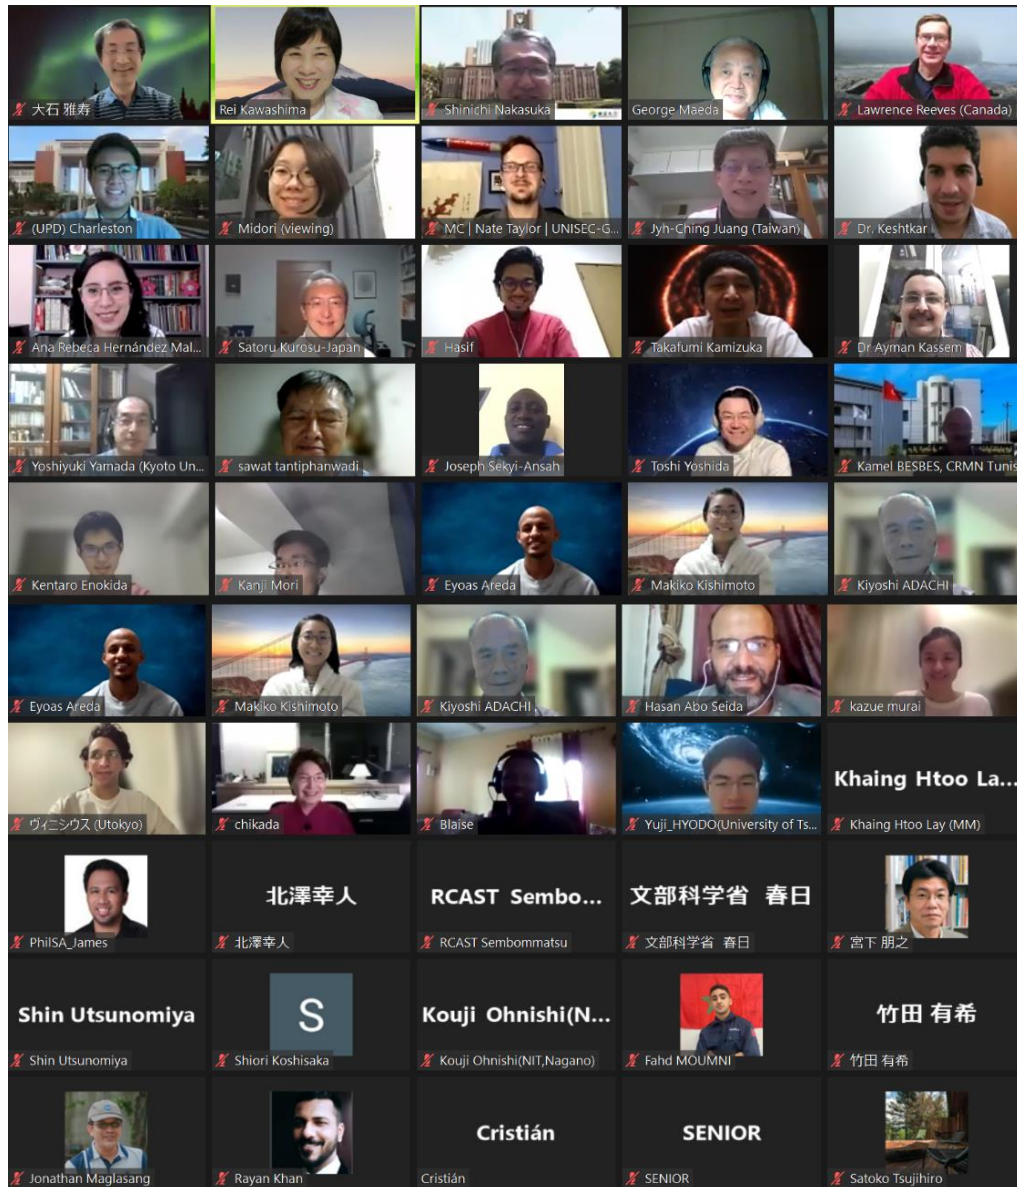 大石 雅寿
Rei Kawashima
Shinichi Nakasuka
George Maeda
Lawrence Reeves (Canada)
(UPD) Charleston
Midori (viewing)
MC | Nate Taylor | UNISEC-G...
Jyh-Ching Juang (Taiwan)
Dr. Keshtkar
Ana Rebeca Hernández Mal...
Satoru Kurosu-Japan
Hasif
Takafumi Kamizuka
Dr Ayman Kassem
Yoshiyuki Yamada (Kyoto Un...
sawat tantiphanwadi
Joseph Sekyi-Ansah
Toshi Yoshida
Kamel BESBES, CRMN Tunis
Kentaro Enokida
Kanji Mori
Eyoas Areda
Makiko Kishimoto
Kiyoshi ADACHI
Eyoas Areda
Makiko Kishimoto
Kiyoshi ADACHI
Hasan Abo Seida
kazue murai
ヴィニシウス (Utokyo)
chikada
Blaise
Yuji_HYODO(University of Ts...
Khaing Htoo La...
Khaing Htoo Lay (MM)
PhilSA_James
北澤幸人
北澤幸人
RCAST Sembo...
RCAST Sembommatsu
文部科学省 春日
文部科学省 春日
宮下 朋之
Shin Utsunomiya
Shin Utsunomiya
S
Shiori Koshisaka
Kouji Ohnishi(N...
Kouji Ohnishi(NIT,Nagano)
Fahd MOUMNI
竹田 有希
竹田 有希
Jonathan Maglasang
Rayan Khan
Cristián
Cristián
SENIOR
SENIOR
Satoko Tsujihiro